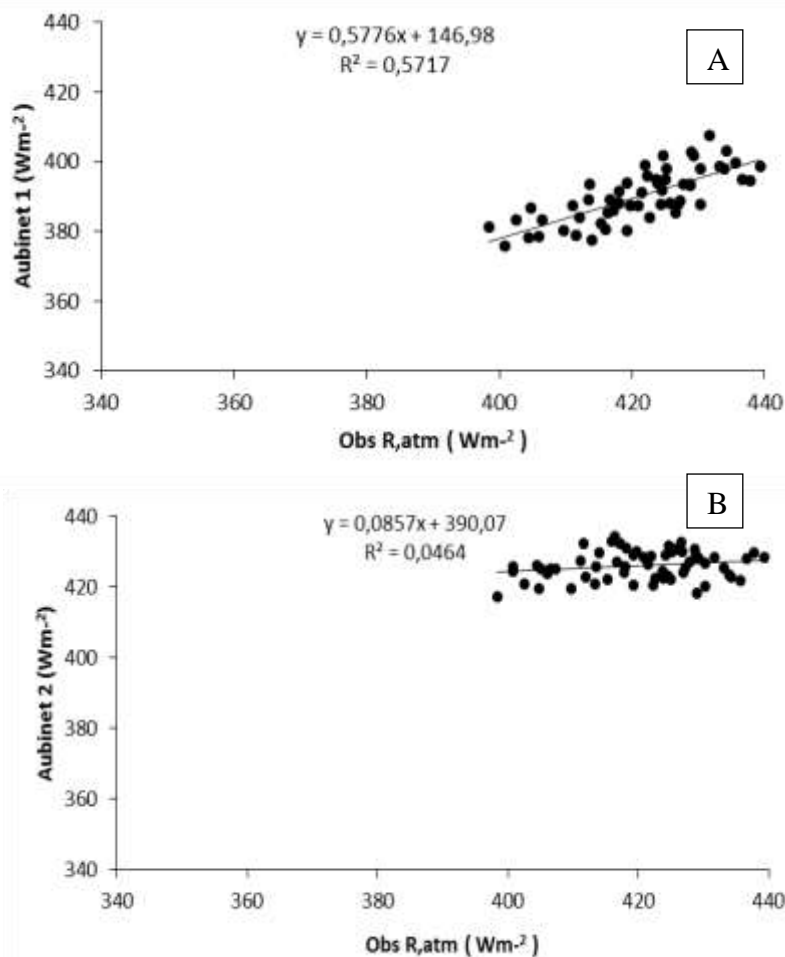 y = 0,5776x + 146,98
R² = 0,5717
A
440
420
400
380
360
340
Aubinet 1 (Wm-²)
340 360 380 400 420 440
Obs R,atm ( Wm-²)
y = 0,0857x + 390,07
R² = 0,0464
B
440
420
400
380
360
340
Aubinet 2 (Wm-²)
340 360 380 400 420 440
Obs R,atm ( Wm-²)